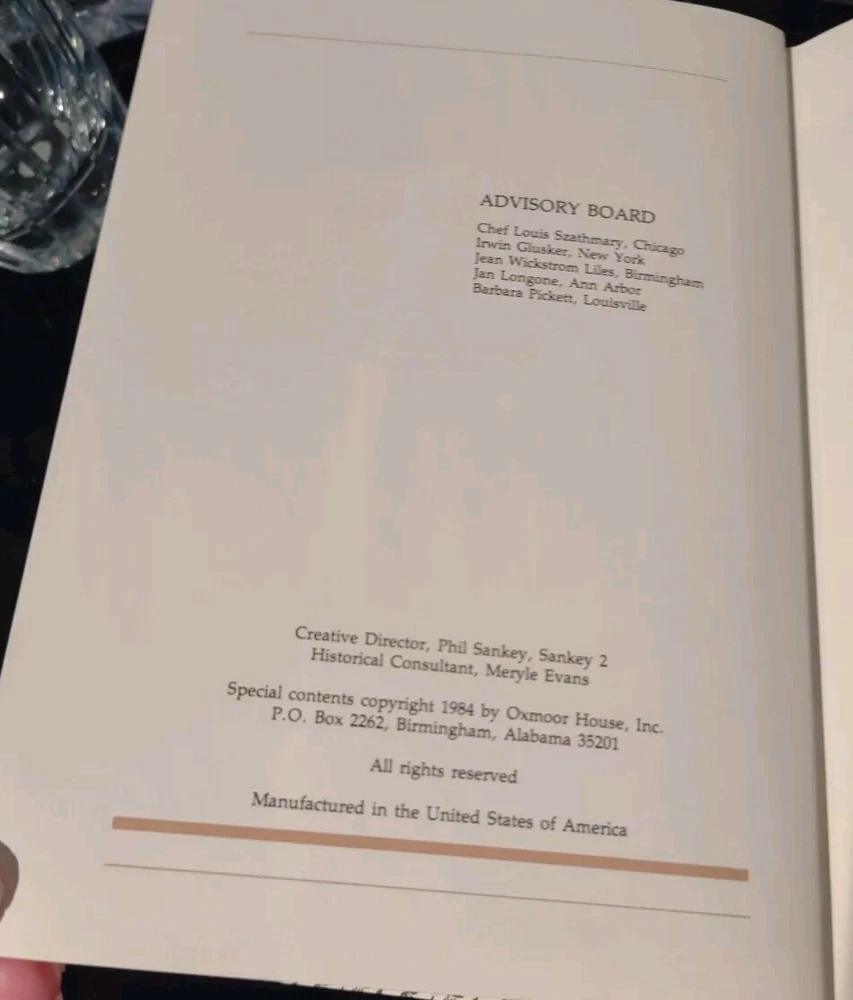 ADVISORY BOARD
Chef Louis Szathmary, Chicago
Irwin Glusker, New York
Jean Wickstrom Liles, Birmingham
Jan Longone, Ann Arbor
Barbara Pickett, Louisville
Creative Director, Phil Sankey, Sankey 2
Historical Consultant, Meryle Evans
Special contents copyright 1984 by Oxmoor House, Inc.
P.O. Box 2262, Birmingham, Alabama 35201
All rights reserved
Manufactured in the United States of America